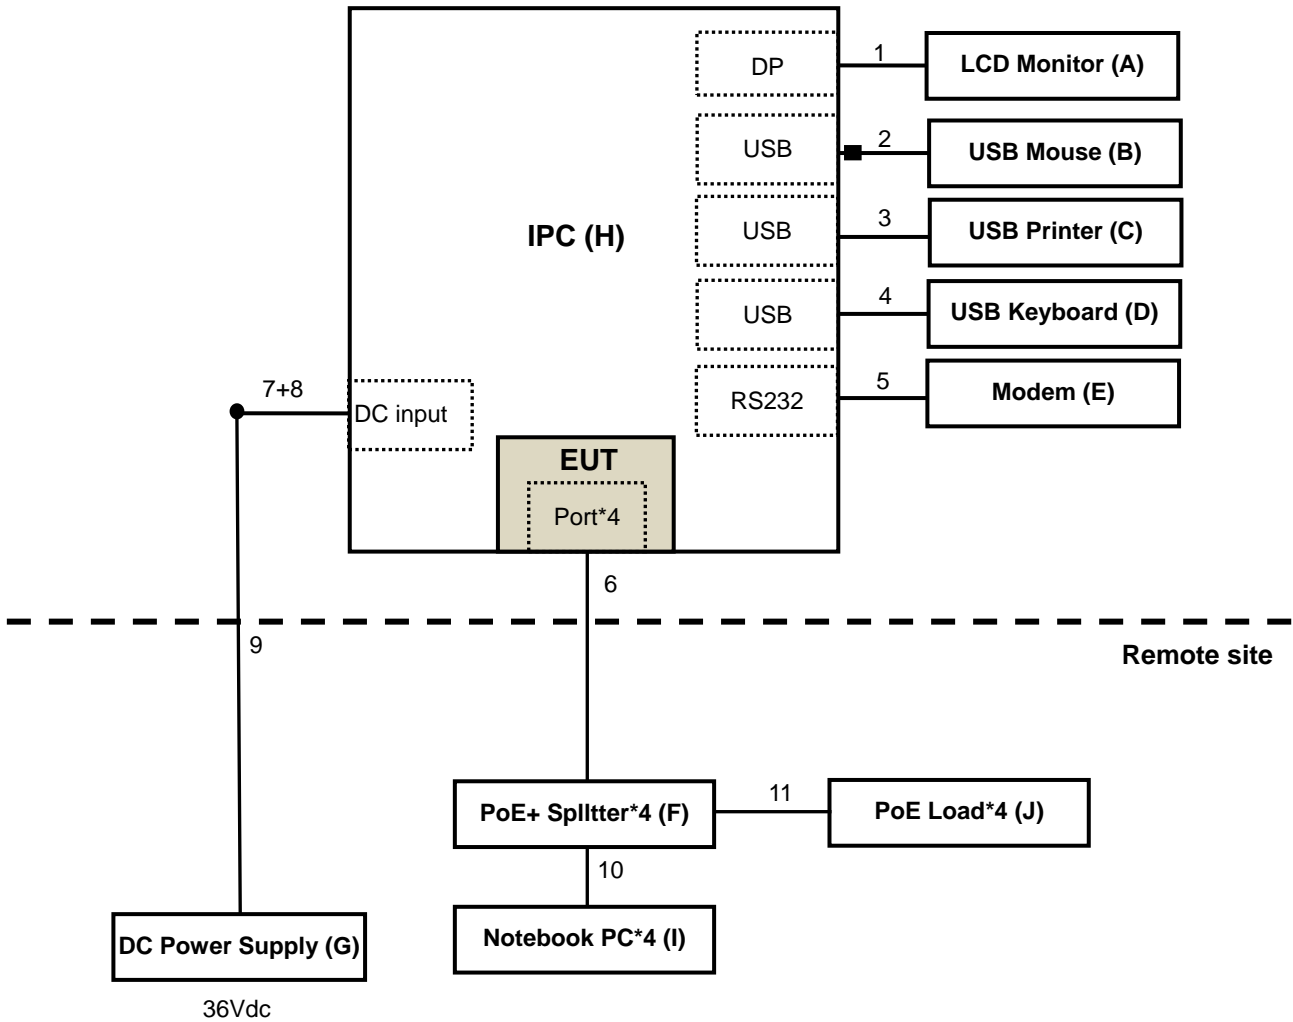 DP
1
LCD Monitor (A)
USB
2
USB Mouse (B)
IPC (H)
USB
3
USB Printer (C)
USB
4
USB Keyboard (D)
7+8
DC input
RS232
5
Modem (E)
EUT
Port*4
6
9
Remote site
PoE+ SplItter*4 (F)
11
PoE Load*4 (J)
10
DC Power Supply (G)
Notebook PC*4 (I)
36Vdc